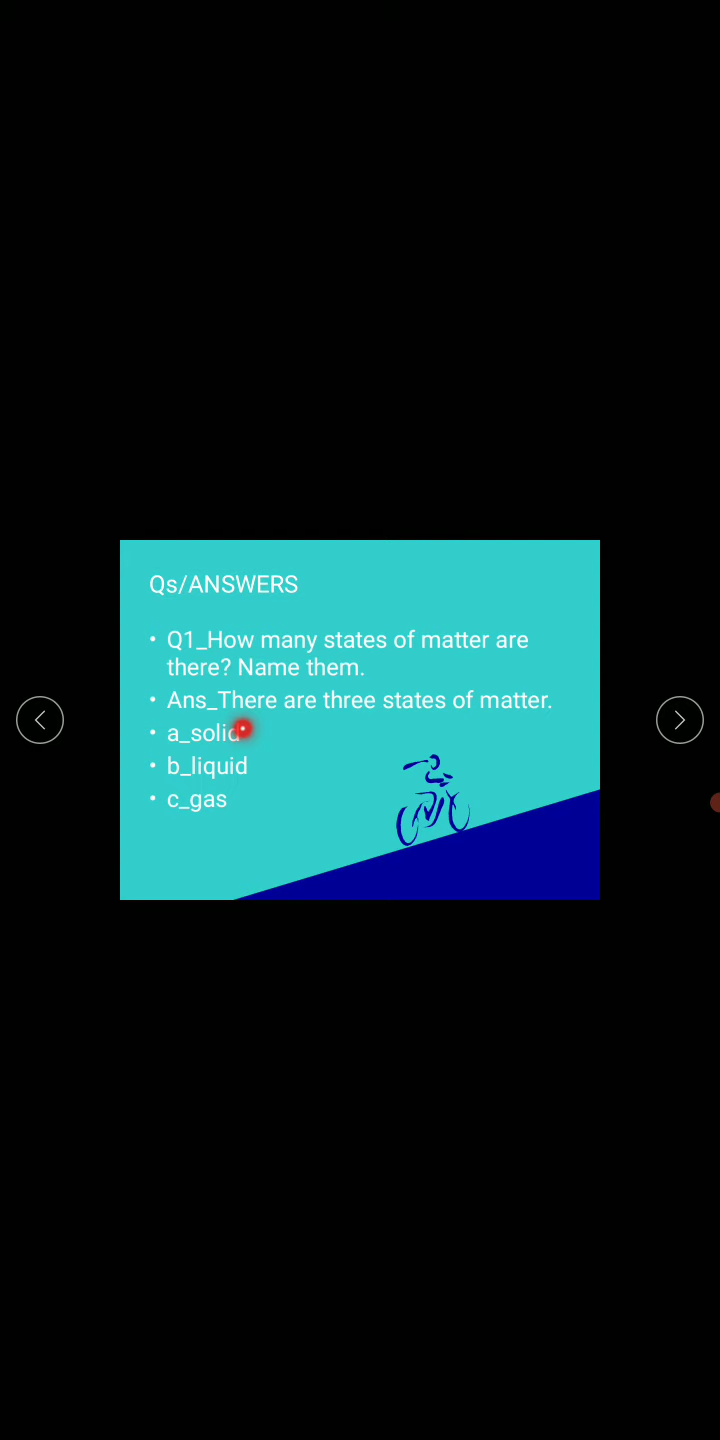 Qs/ANSWERS
• Q1_How many states of matter are
there? Name them.
• Ans_There are three states of matter.
• a_solid
• b_liquid
• c_gas